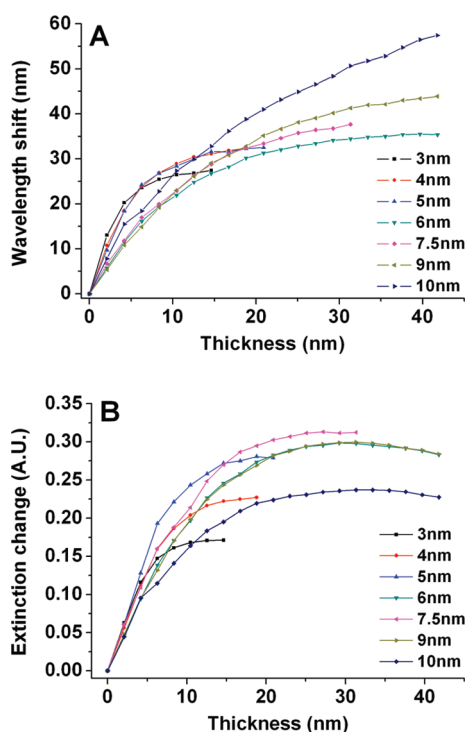 A
Wavelength shift (nm)
60
50
40
30
20
10
0
3nm
4nm
5nm
6nm
7.5nm
9nm
10nm
0 10 20 30 40
Thickness (nm)
B
Extinction change (A.U.)
0.35
0.30
0.25
0.20
0.15
0.10
0.05
0.00
3nm
4nm
5nm
6nm
7.5nm
9nm
10nm
0 10 20 30 40
Thickness (nm)